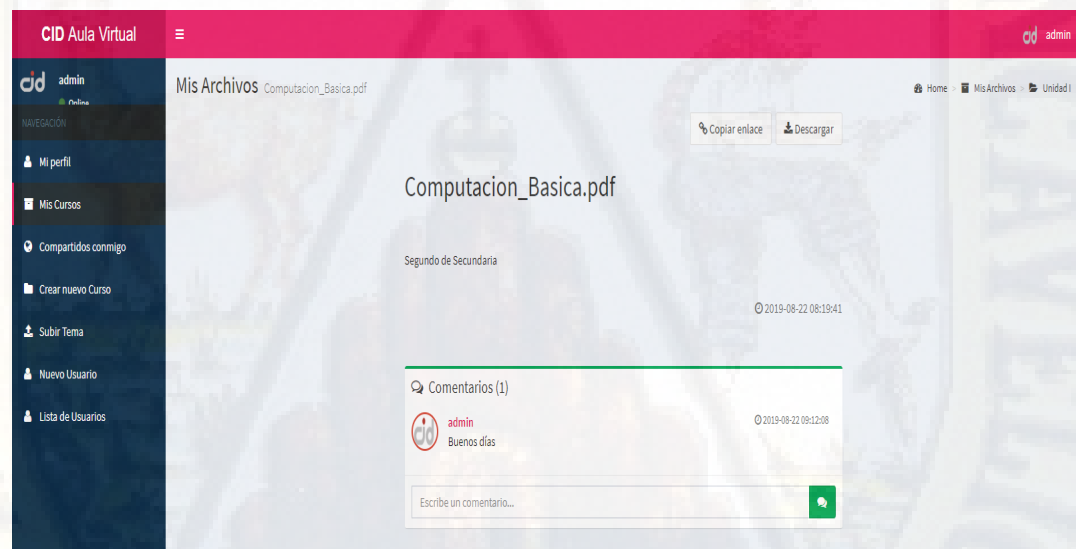 CID Aula Virtual
cid admin
cid admin
Online
Mis Archivos Computacion_Basica.pdf
Home > Mis Archivos > Unidad I
NAVEGACIÓN
Mi perfil
Mis Cursos
Compartidos conmigo
Crear nuevo Curso
Subir Tema
Nuevo Usuario
Lista de Usuarios
Copiar enlace Descargar
Computacion_Basica.pdf
Segundo de Secundaria
2019-08-22 08:19:41
Comentarios (1)
cid admin 2019-08-22 09:12:08
Buenos días
Escribe un comentario...